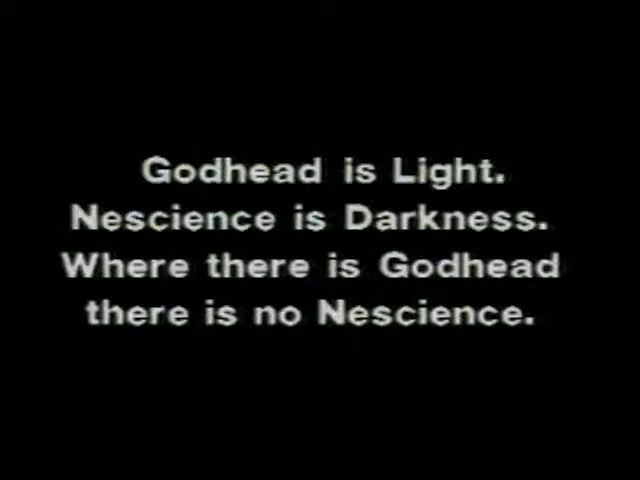 Godhead is Light.
Nescience is Darkness.
Where there is Godhead
there is no Nescience.